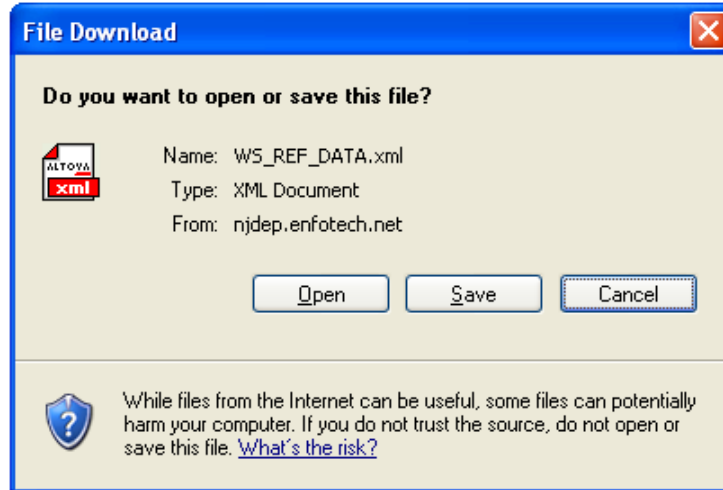 File Download
Do you want to open or save this file?
ALTOVA
xml
Name: WS_REF_DATA.xml
Type: XML Document
From: njdep.enfotech.net
Open Save Cancel
While files from the Internet can be useful, some files can potentially
harm your computer. If you do not trust the source, do not open or
save this file. What's the risk?